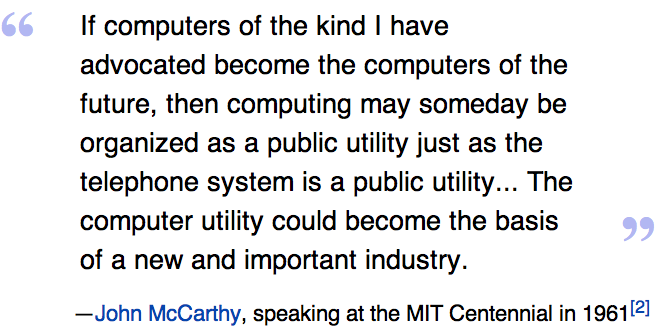 “
If computers of the kind I have
advocated become the computers of the
future, then computing may someday be
organized as a public utility just as the
telephone system is a public utility... The
computer utility could become the basis
of a new and important industry.
”
—John McCarthy, speaking at the MIT Centennial in 1961[2]